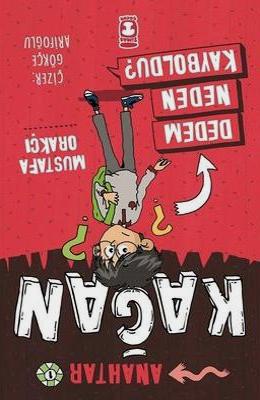 1
ANAHTAR
KAĞAN
?
?
DEDEM
NEDEN
KAYBOLDU?
MUSTAFA
ORAKÇI
ÇİZER:
GÖKÇE
ARİFOĞLU